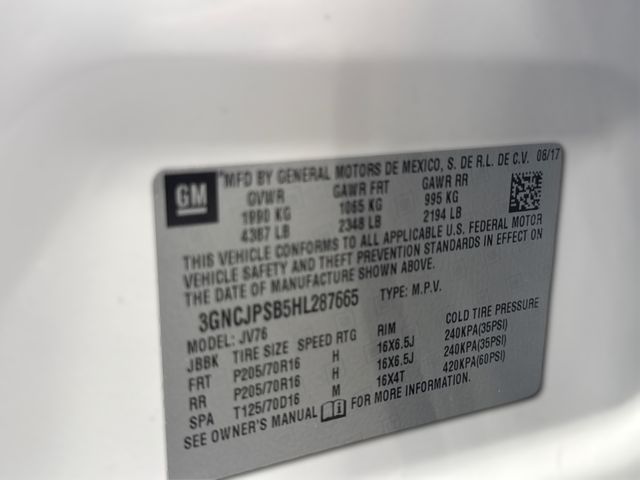 GM
*MFD BY GENERAL MOTORS DE MEXICO, S. DE R.L. DE C.V. 06/17
GVWR GAWR FRT GAWR RR
1990 KG 1065 KG 995 KG
4387 LB 2348 LB 2194 LB
THIS VEHICLE CONFORMS TO ALL APPLICABLE U.S. FEDERAL MOTOR
VEHICLE SAFETY AND THEFT PREVENTION STANDARDS IN EFFECT ON
THE DATE OF MANUFACTURE SHOWN ABOVE.
3GNCJPSB5HL287665 TYPE: M.P.V.
MODEL: JV76
JBBK TIRE SIZE SPEED RTG RIM COLD TIRE PRESSURE
FRT P205/70R16 H 16X6.5J 240KPA(35PSI)
RR P205/70R16 H 16X6.5J 240KPA(35PSI)
SPA T125/70D16 M 16X4T 420KPA(60PSI)
SEE OWNER'S MANUAL FOR MORE INFORMATION.